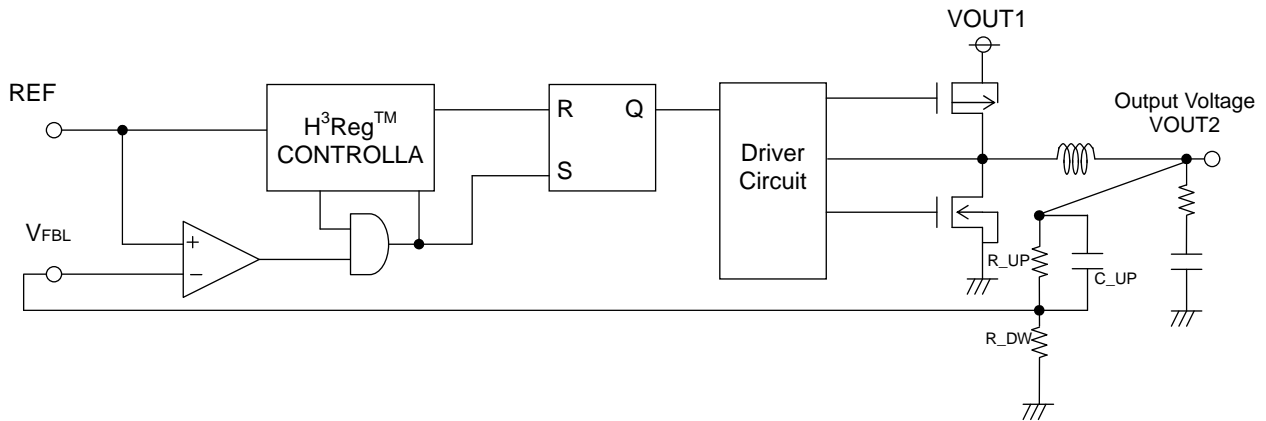 VOUT1
REF
H³Reg™
CONTROLLA
R
Q
S
Driver
Circuit
Output Voltage
VOUT2
VFBL
+
−
R_UP
C_UP
R_DW